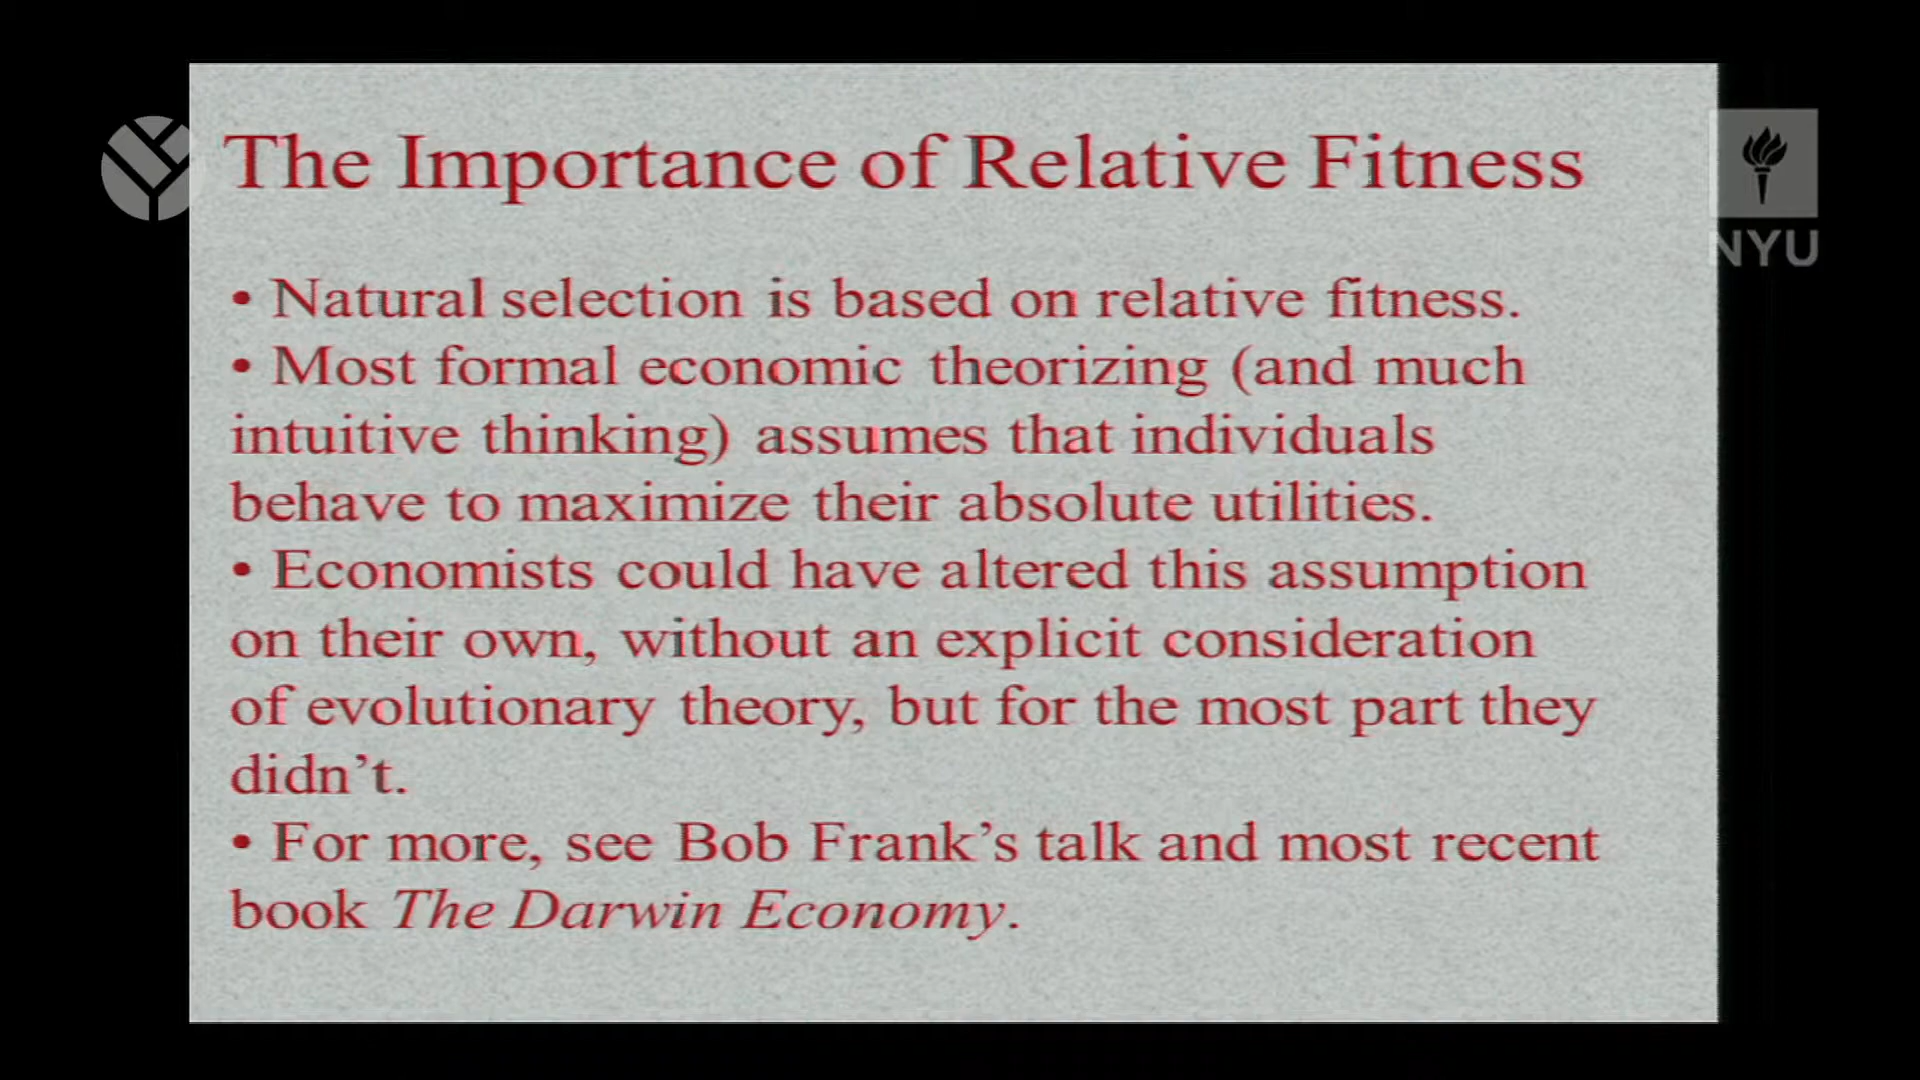 The Importance of Relative Fitness
NYU
• Natural selection is based on relative fitness.
• Most formal economic theorizing (and much
intuitive thinking) assumes that individuals
behave to maximize their absolute utilities.
• Economists could have altered this assumption
on their own, without an explicit consideration
of evolutionary theory, but for the most part they
didn’t.
• For more, see Bob Frank’s talk and most recent
book The Darwin Economy.